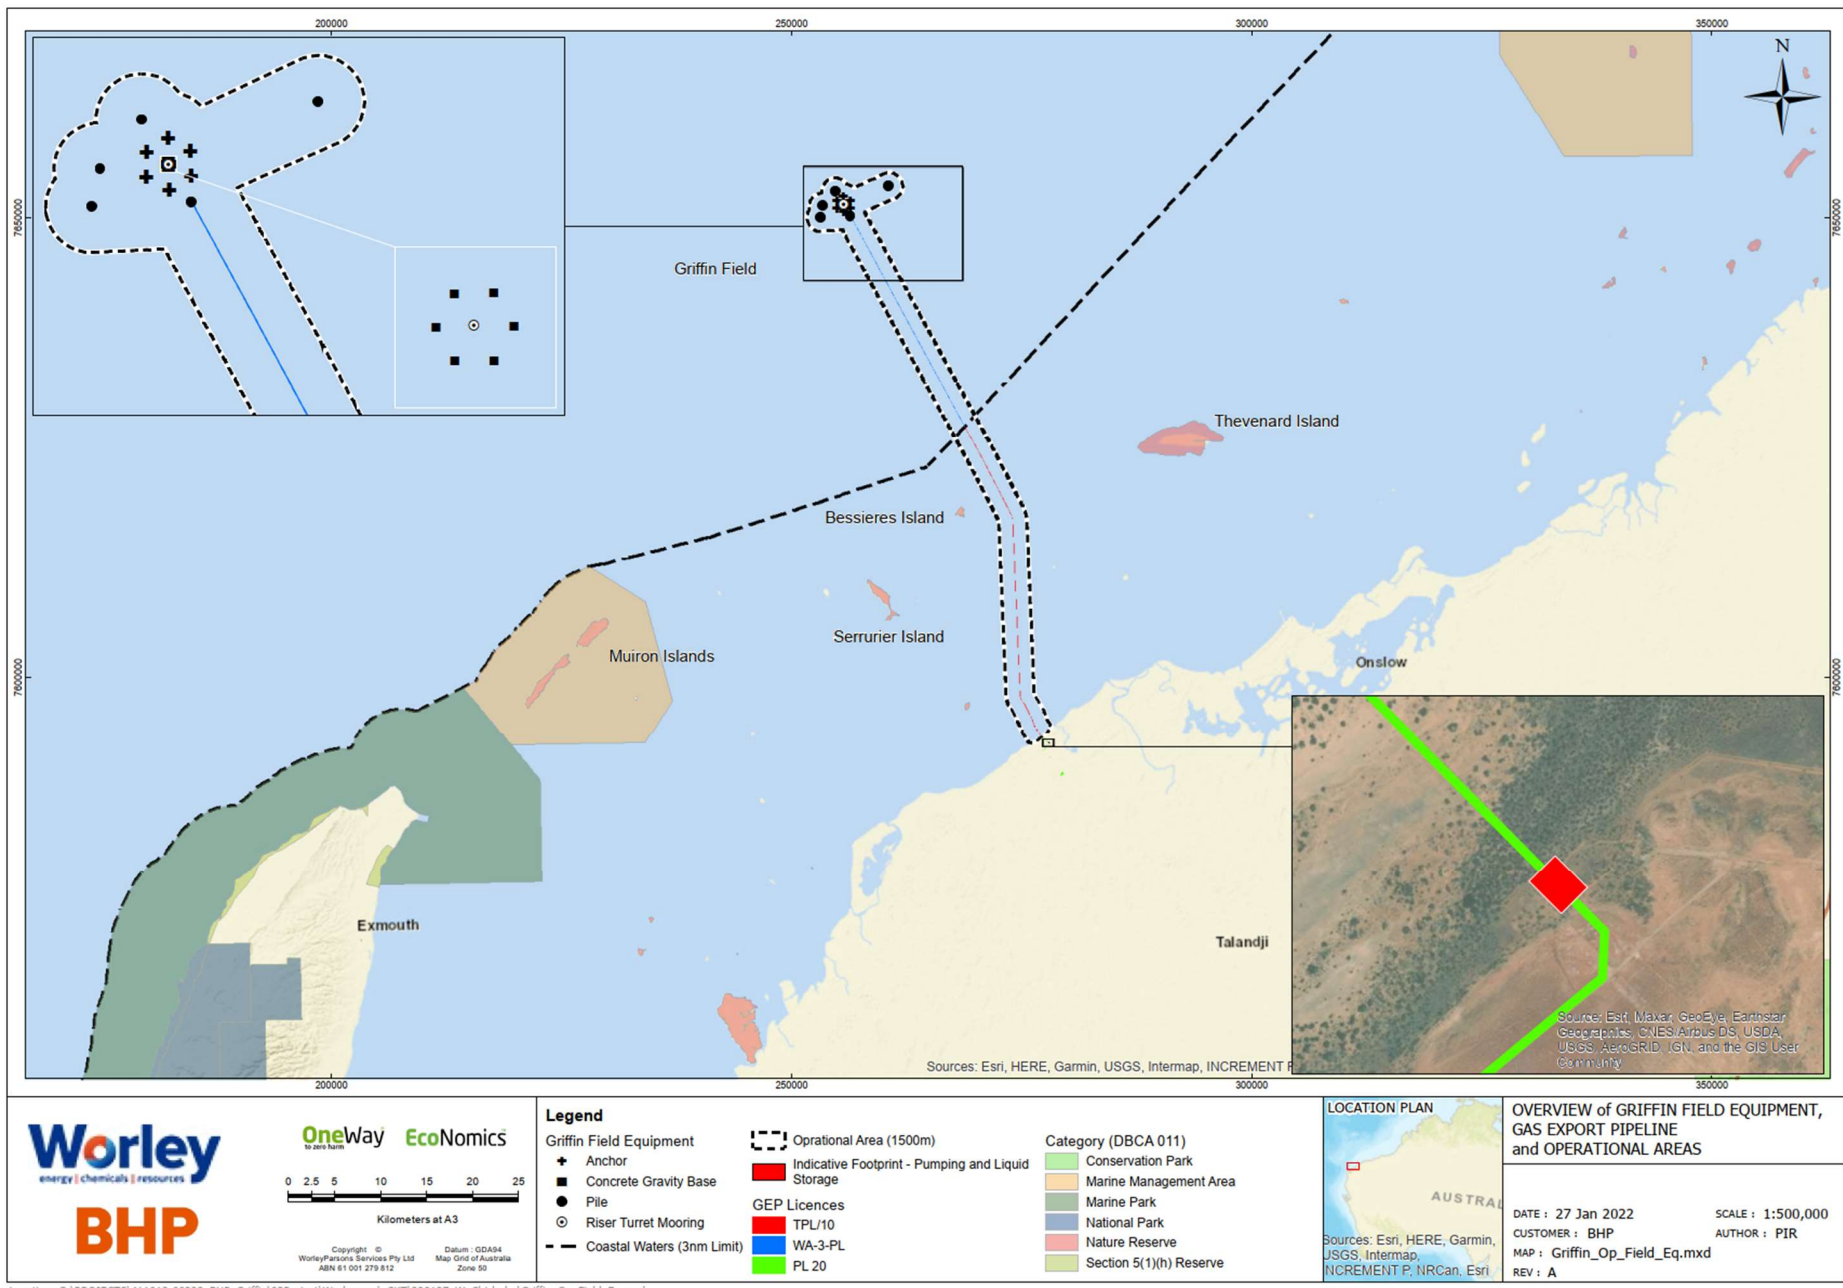 200000
250000
300000
350000
N
7650000
7650000
Griffin Field
Thevenard Island
Bessieres Island
Serrurier Island
Muiron Islands
7600000
7600000
Onslow
Exmouth
Talandji
Source: Esri, Maxar, GeoEye, Earthstar
Geographics, CNES/Airbus DS, USDA,
USGS, AeroGRID, IGN, and the GIS User
Community
Sources: Esri, HERE, Garmin, USGS, Intermap, INCREMENT
200000
250000
300000
350000
Worley
energy | chemicals | resources
BHP
OneWay
to zero harm
EcoNomics
0 2.5 5 10 15 20 25
Kilometers at A3
Copyright ©
WorleyParsons Services Pty Ltd
ABN 61 001 279 812
Datum : GDA94
Map Grid of Australia
Zone 50
Legend
Griffin Field Equipment
Anchor
Concrete Gravity Base
Pile
Riser Turret Mooring
Coastal Waters (3nm Limit)
Oprational Area (1500m)
Indicative Footprint - Pumping and Liquid
Storage
GEP Licences
TPL/10
WA-3-PL
PL 20
Category (DBCA 011)
Conservation Park
Marine Management Area
Marine Park
National Park
Nature Reserve
Section 5(1)(h) Reserve
LOCATION PLAN
AUSTRAL
Sources: Esri, HERE, Garmin,
USGS, Intermap,
INCREMENT P, NRCan, Esri
OVERVIEW of GRIFFIN FIELD EQUIPMENT,
GAS EXPORT PIPELINE
and OPERATIONAL AREAS
DATE : 27 Jan 2022
SCALE : 1:500,000
CUSTOMER : BHP
AUTHOR : PIR
MAP : Griffin_Op_Field_Eq.mxd
REV : A